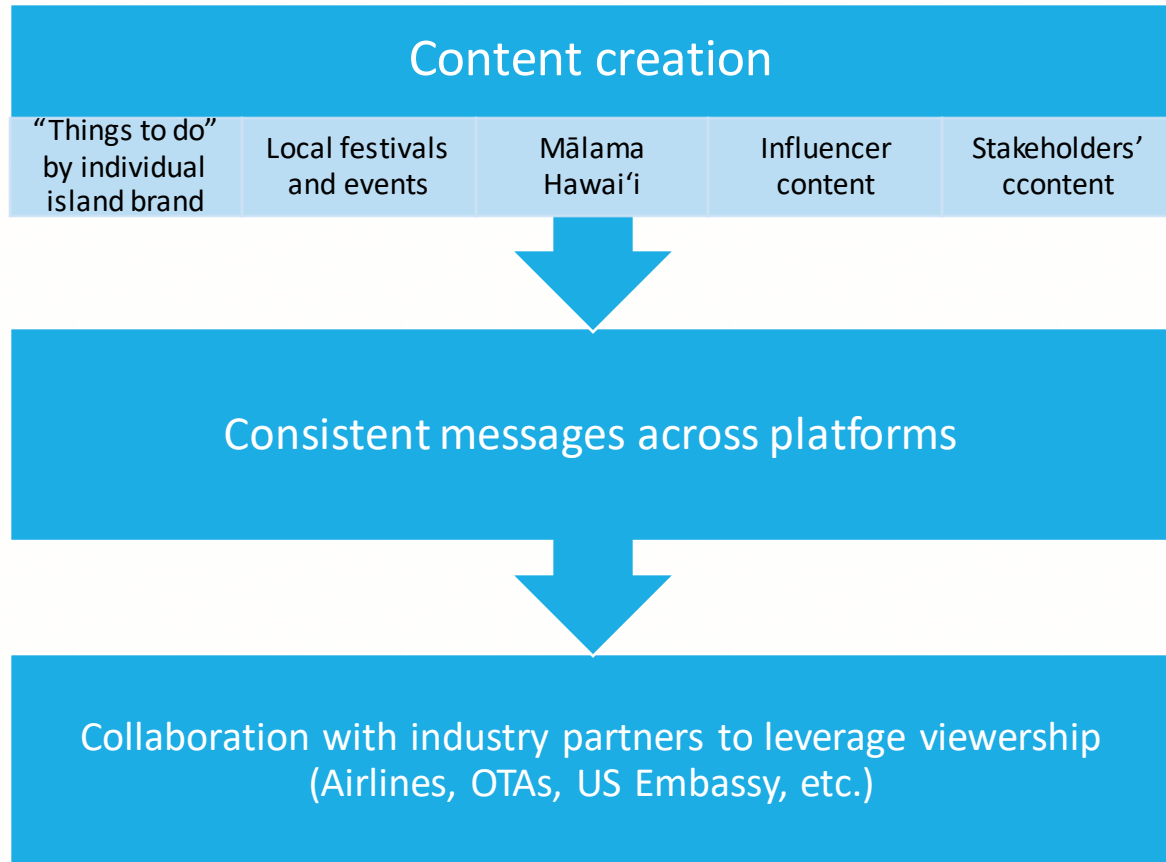 Content creation
“Things to do”
by individual
island brand
Local festivals
and events
Mālama
Hawai‘i
Influencer
content
Stakeholders’
ccontent
Consistent messages across platforms
Collaboration with industry partners to leverage viewership
(Airlines, OTAs, US Embassy, etc.)